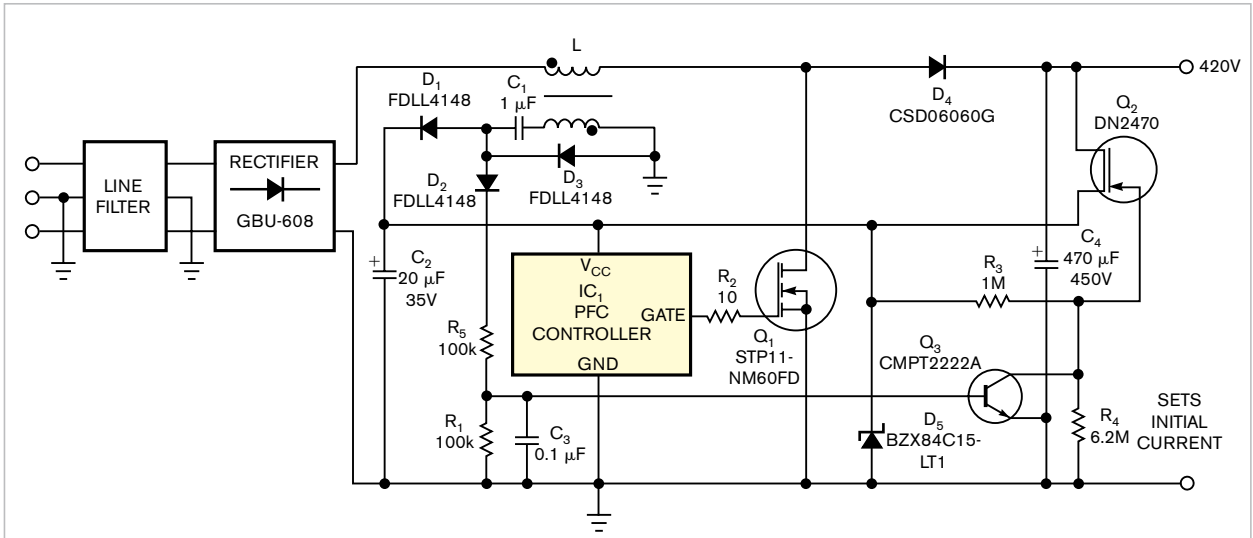 L
D1
FDLL4148
C1
1 µF
420V
D4
CSD06060G
Q2
DN2470
LINE
FILTER
RECTIFIER
GBU-608
D2
FDLL4148
D3
FDLL4148
C2
20 µF
35V
+
VCC
IC1
PFC
CONTROLLER
GATE
GND
R2
10
Q1
STP11-
NM60FD
R3
1M
+
C4
470 µF
450V
R5
100k
Q3
CMPT2222A
R1
100k
C3
0.1 µF
D5
BZX84C15-
LT1
R4
6.2M
SETS
INITIAL
CURRENT